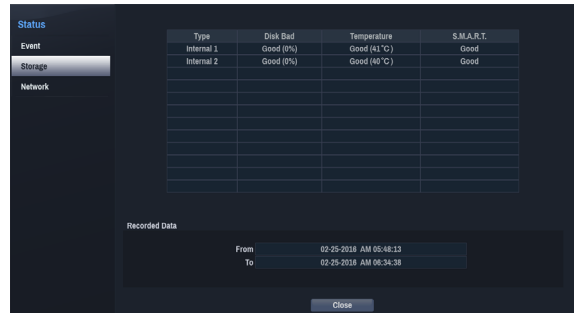 Status
Event
Storage
Network
Type Disk Bad Temperature S.M.A.R.T.
Internal 1 Good (0%) Good (41˚C) Good
Internal 2 Good (0%) Good (40˚C) Good
Recorded Data
From 02-25-2016 AM 05:48:13
To 02-25-2016 AM 06:34:38
Close